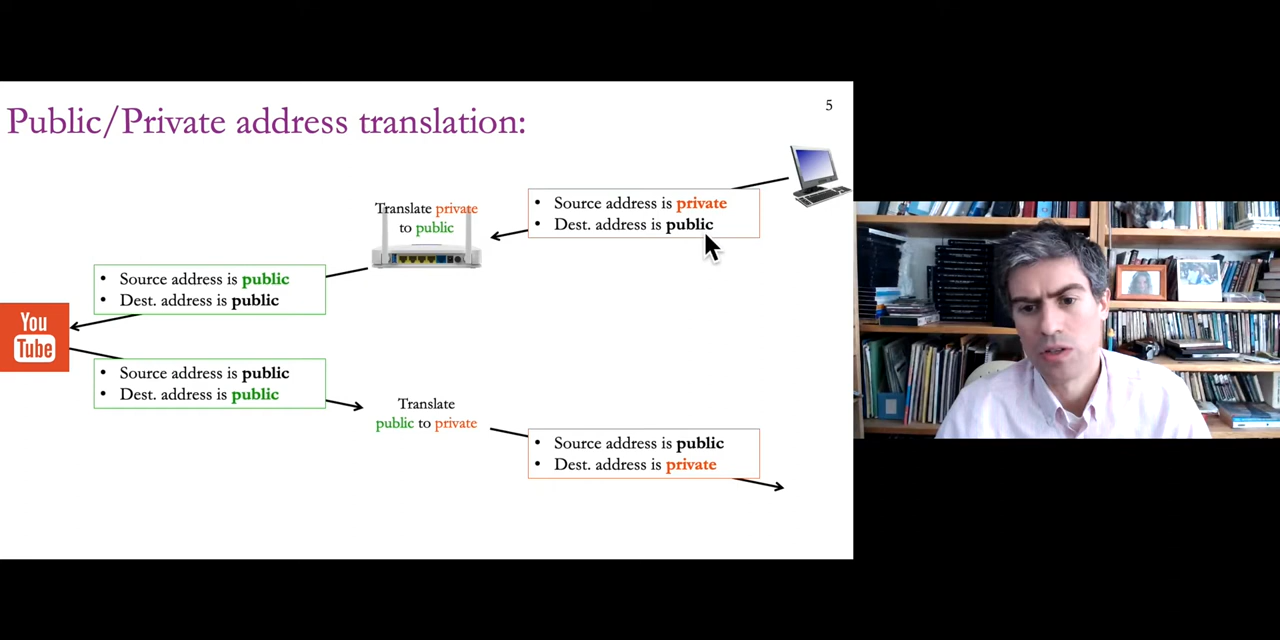 Public/Private address translation:
5
Translate private
to public
• Source address is private
• Dest. address is public
• Source address is public
• Dest. address is public
You
Tube
• Source address is public
• Dest. address is public
Translate
public to private
• Source address is public
• Dest. address is private